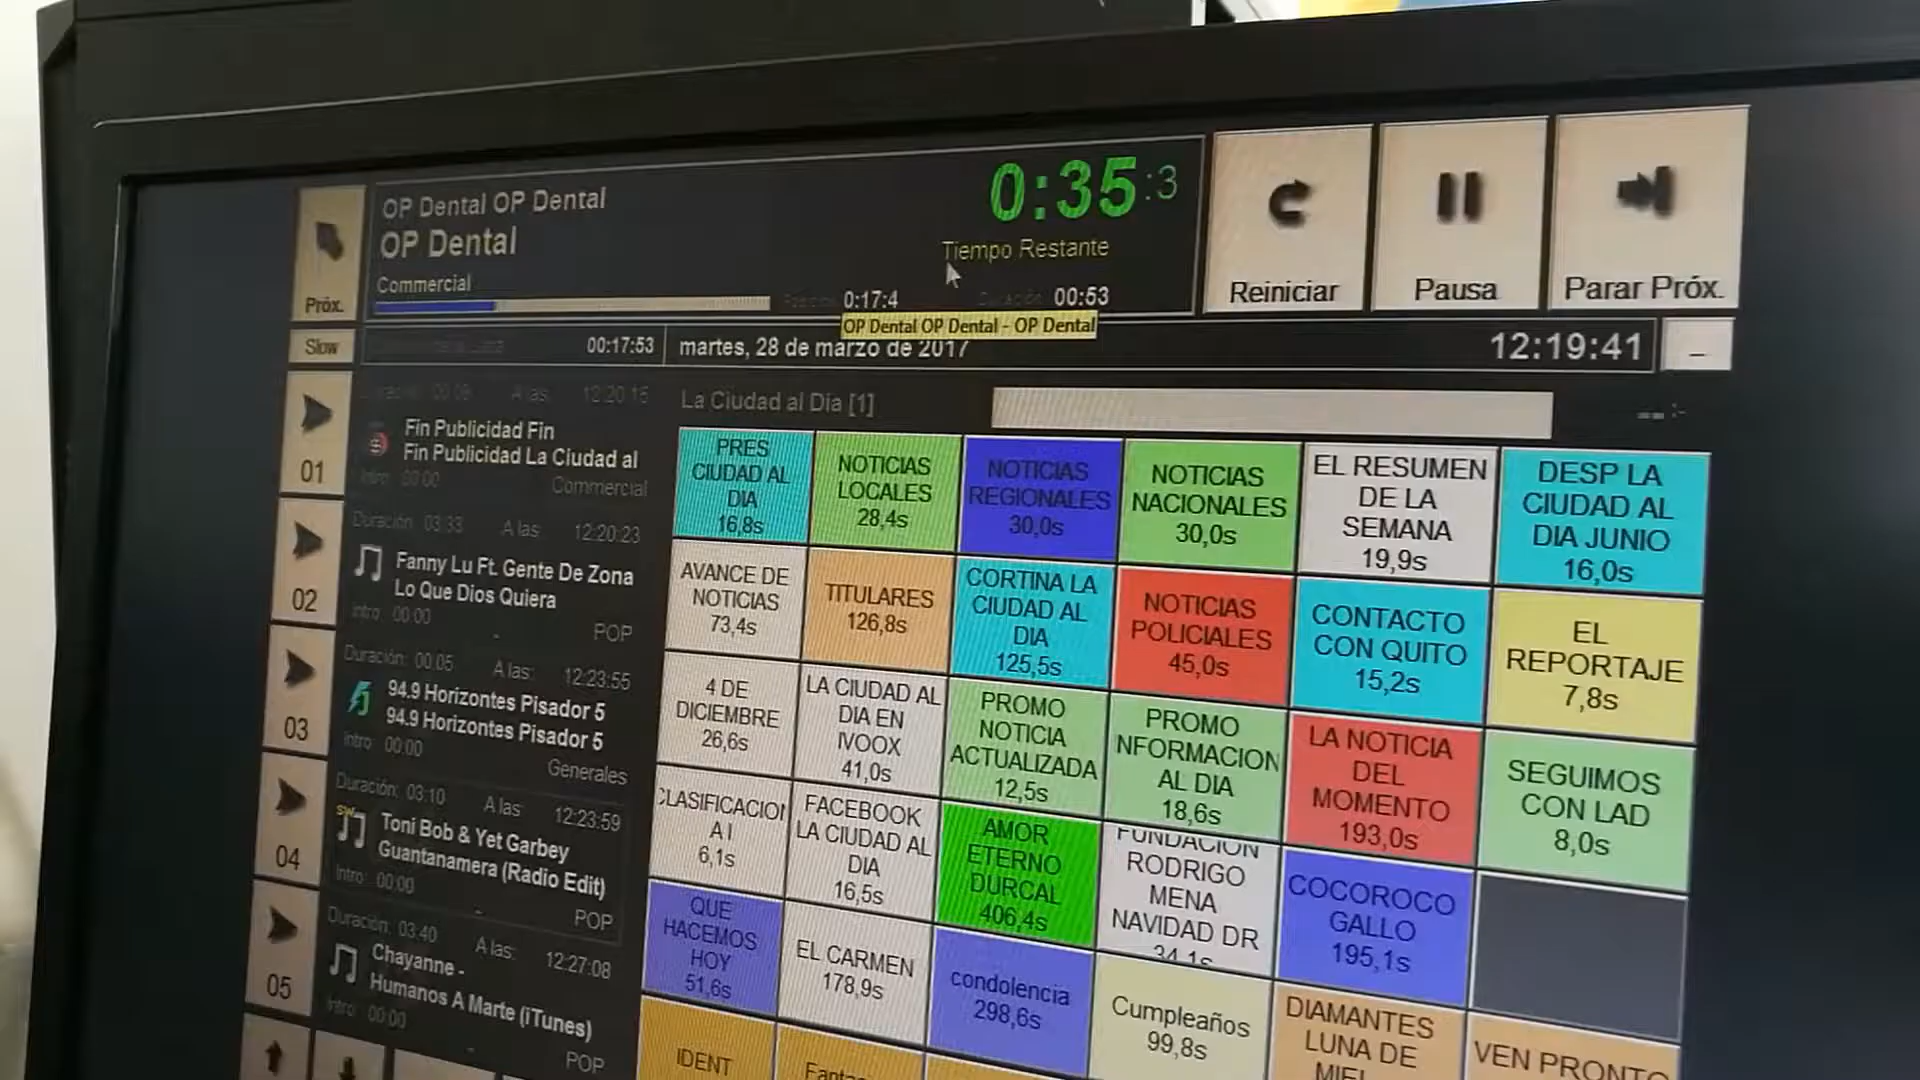 OP Dental OP Dental
OP Dental
Commercial
0:35:3
Tiempo Restante
0:17:4
Duración
00:53
OP Dental OP Dental - OP Dental
Próx.
Slow
Reiniciar
Pausa
Parar Próx.
00:17:53
martes, 28 de marzo de 2017
12:19:41
A las: 12:20:15
Fin Publicidad Fin
Fin Publicidad La Ciudad al
Intro: 00:00
Commercial
01
Duración: 03:33 A las: 12:20:23
Fanny Lu Ft. Gente De Zona
Lo Que Dios Quiera
Intro: 00:00
POP
02
Duración: 00:05 A las: 12:23:55
94.9 Horizontes Pisador 5
94.9 Horizontes Pisador 5
Intro: 00:00
Generales
03
Duración: 03:10 A las: 12:23:59
Toni Bob & Yet Garbey
Guantanamera (Radio Edit)
Intro: 00:00
POP
04
Duración: 03:40 A las: 12:27:08
Chayanne -
Humanos A Marte (iTunes)
Intro: 00:00
POP
05
La Ciudad al Dia [1]
PRES
CIUDAD AL
DIA
16,8s
NOTICIAS
LOCALES
28,4s
NOTICIAS
REGIONALES
30,0s
NOTICIAS
NACIONALES
30,0s
EL RESUMEN
DE LA
SEMANA
19,9s
DESP LA
CIUDAD AL
DIA JUNIO
16,0s
AVANCE DE
NOTICIAS
73,4s
TITULARES
126,8s
CORTINA LA
CIUDAD AL
DIA
125,5s
NOTICIAS
POLICIALES
45,0s
CONTACTO
CON QUITO
15,2s
EL
REPORTAJE
7,8s
4 DE
DICIEMBRE
26,6s
LA CIUDAD AL
DIA EN
IVOOX
41,0s
PROMO
NOTICIA
ACTUALIZADA
12,5s
PROMO
NFORMACION
AL DIA
18,6s
LA NOTICIA
DEL
MOMENTO
193,0s
SEGUIMOS
CON LAD
8,0s
CLASIFICACION
A I
6,1s
FACEBOOK
LA CIUDAD AL
DIA
16,5s
AMOR
ETERNO
DURCAL
406,4s
FUNDACION
RODRIGO
MENA
NAVIDAD DR
34,1s
COCOROCO
GALLO
195,1s
QUE
HACEMOS
HOY
51,6s
EL CARMEN
178,9s
condolencia
298,6s
Cumpleaños
99,8s
DIAMANTES
LUNA DE
MIEL
VEN PRONTO
IDENT